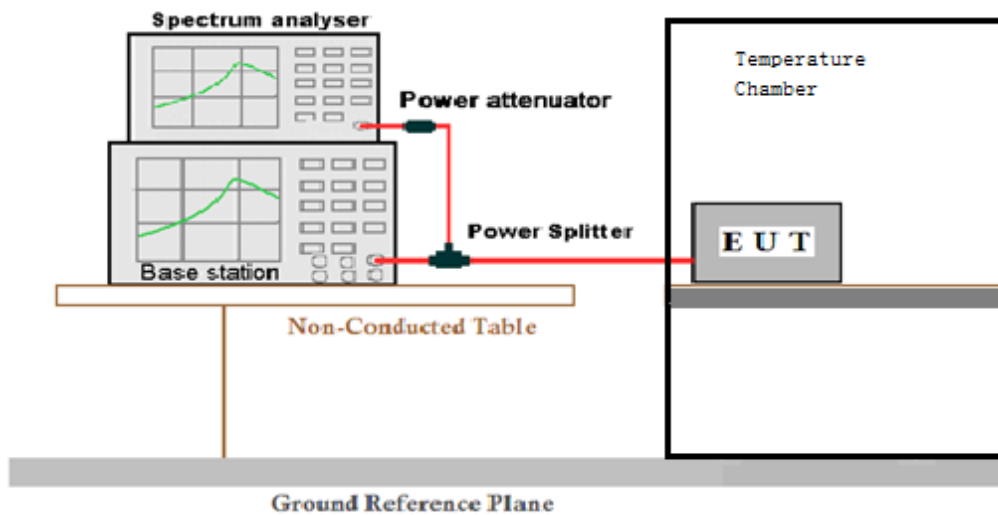 Spectrum analyser
Temperature
Chamber
Power attenuator
Power Splitter
E U T
Base station
Non-Conducted Table
Ground Reference Plane